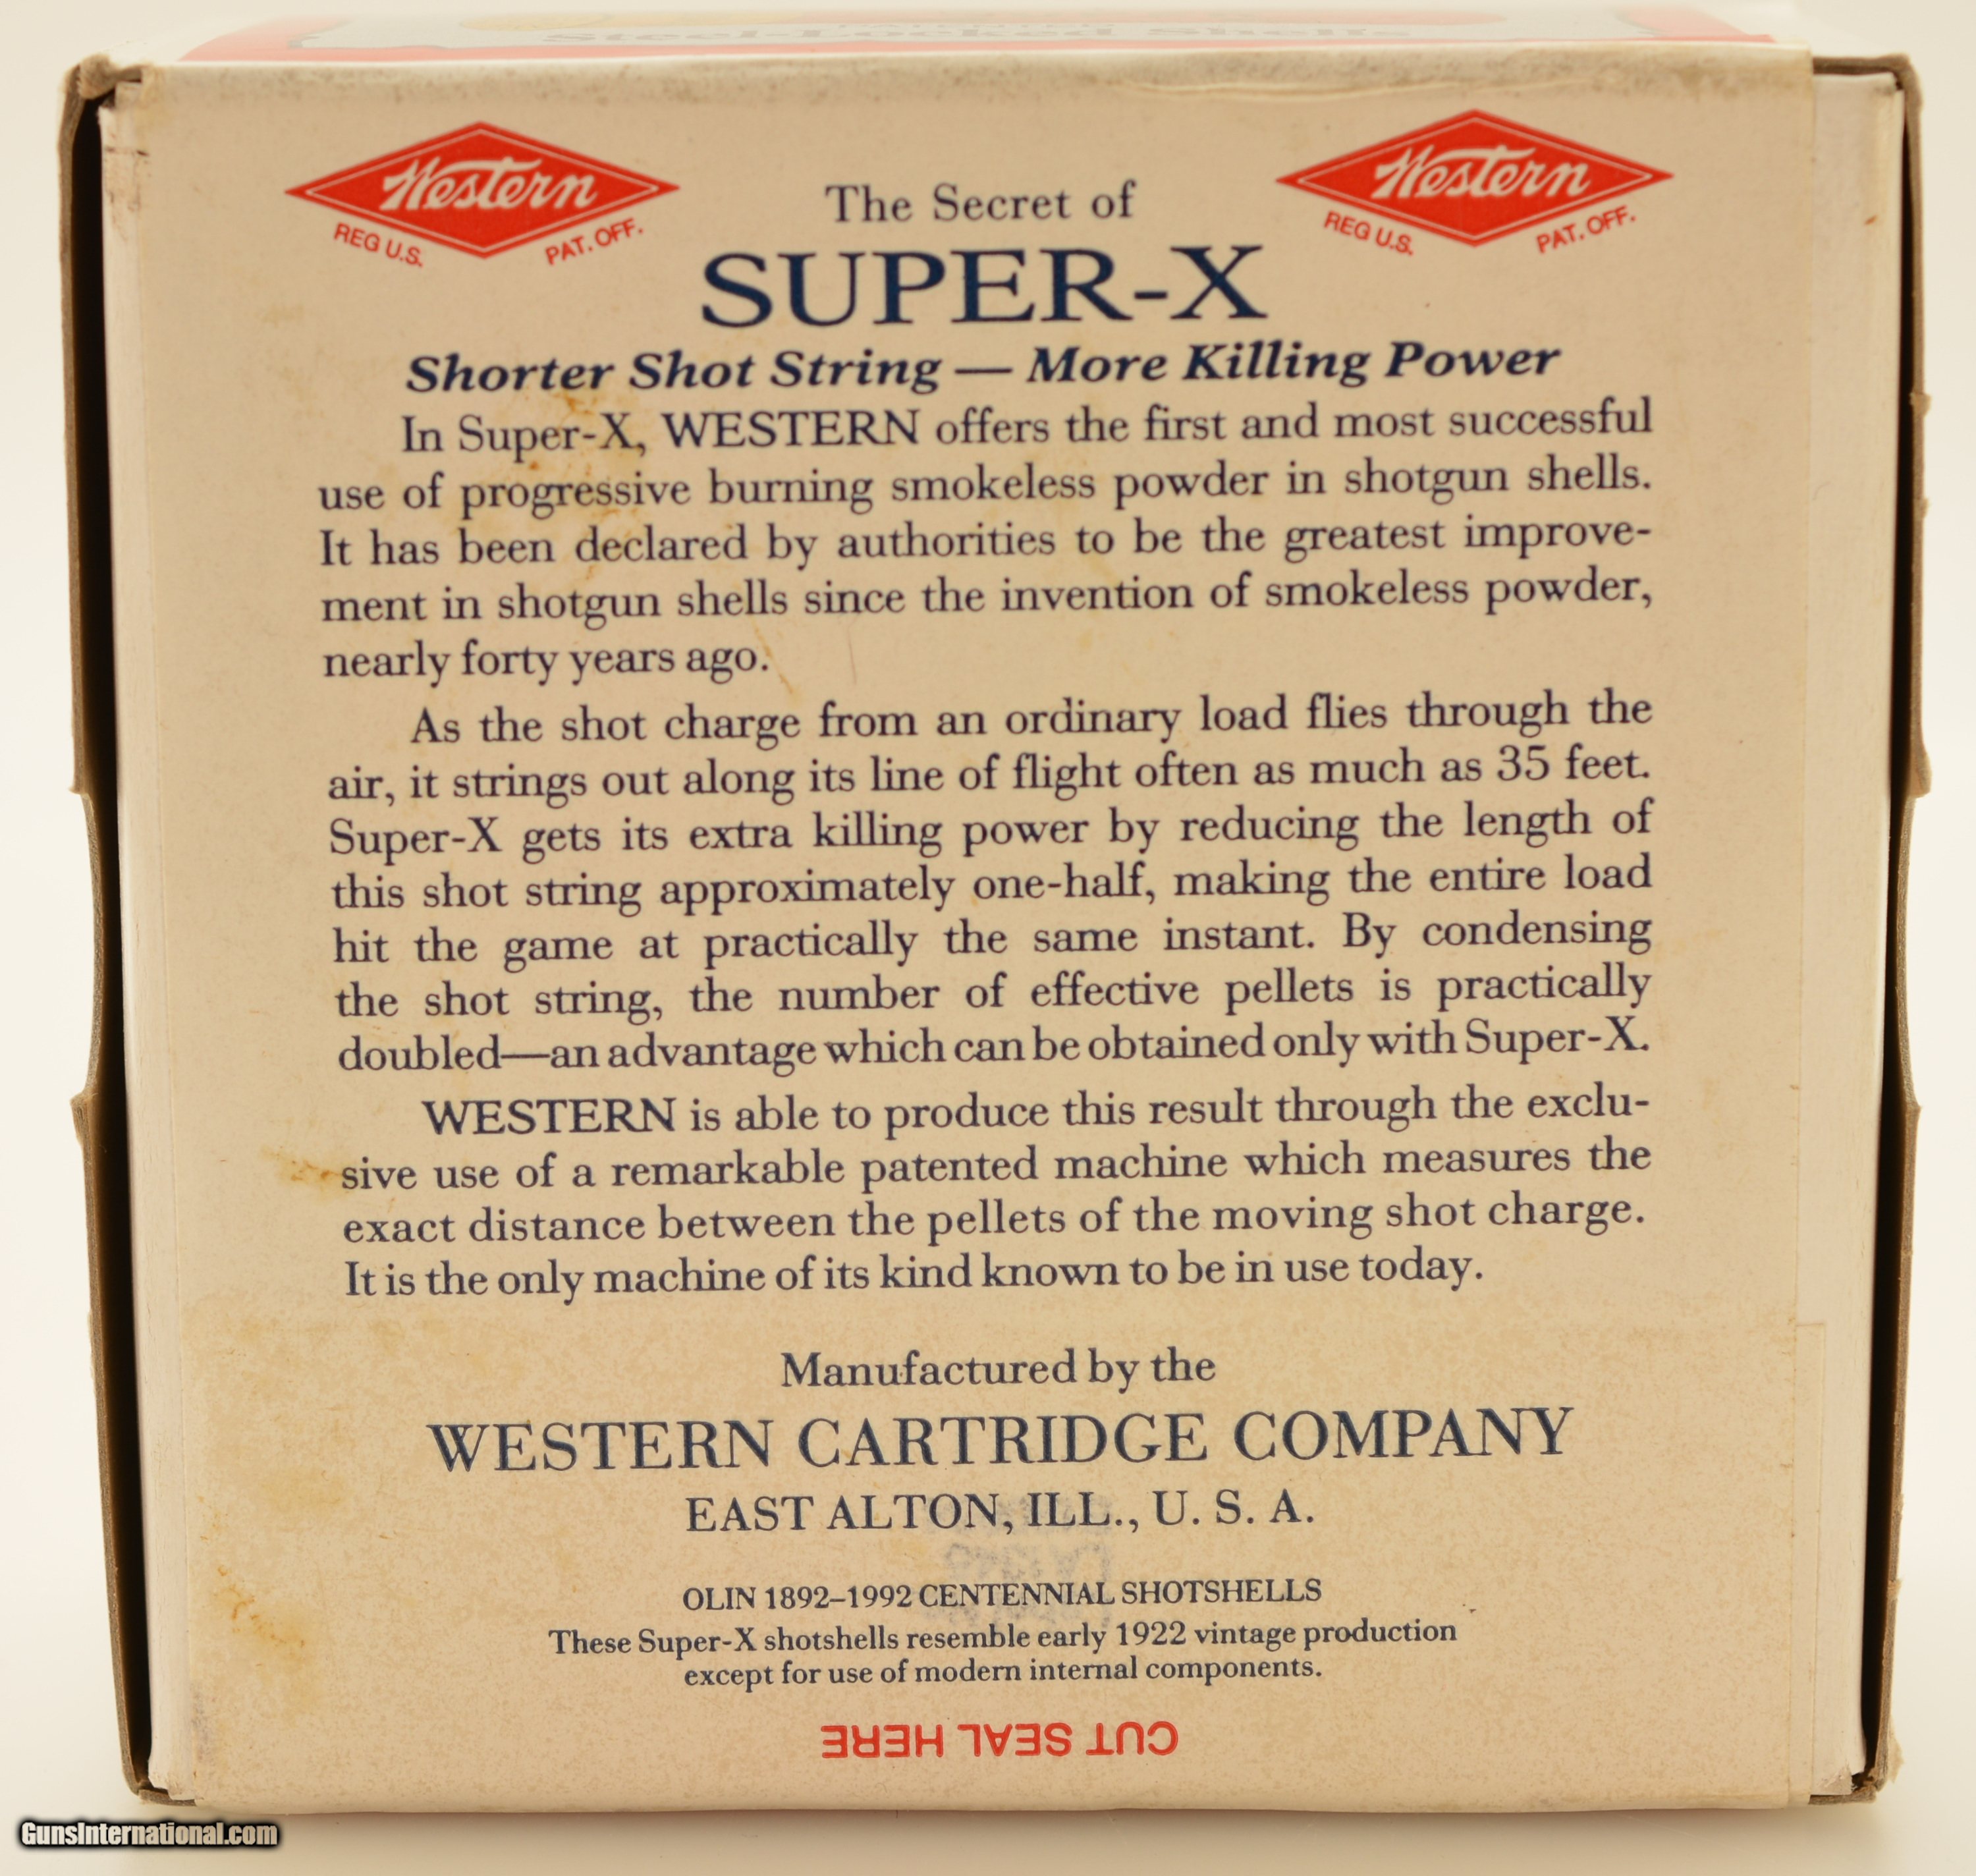 Steel-Locked Shells
Western
REG U.S. PAT. OFF.
Western
REG U.S. PAT. OFF.
The Secret of
SUPER-X
Shorter Shot String — More Killing Power
In Super-X, WESTERN offers the first and most successful
use of progressive burning smokeless powder in shotgun shells.
It has been declared by authorities to be the greatest improve-
ment in shotgun shells since the invention of smokeless powder,
nearly forty years ago.
As the shot charge from an ordinary load flies through the
air, it strings out along its line of flight often as much as 35 feet.
Super-X gets its extra killing power by reducing the length of
this shot string approximately one-half, making the entire load
hit the game at practically the same instant. By condensing
the shot string, the number of effective pellets is practically
doubled—an advantage which can be obtained only with Super-X.
WESTERN is able to produce this result through the exclu-
sive use of a remarkable patented machine which measures the
exact distance between the pellets of the moving shot charge.
It is the only machine of its kind known to be in use today.
Manufactured by the
WESTERN CARTRIDGE COMPANY
EAST ALTON, ILL., U. S. A.
OLIN 1892–1992 CENTENNIAL SHOTSHELLS
These Super-X shotshells resemble early 1922 vintage production
except for use of modern internal components.
CUT SEAL HERE
GunsInternational.com